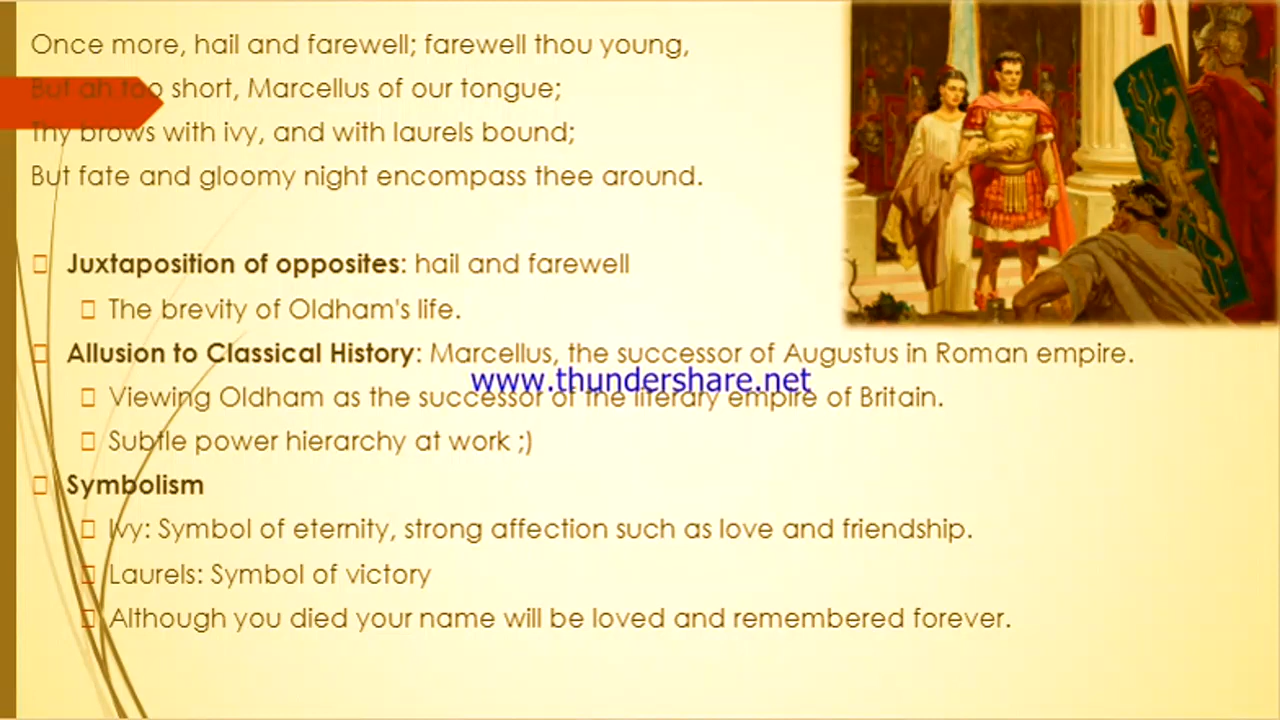 Once more, hail and farewell; farewell thou young,
But ah too short, Marcellus of our tongue;
Thy brows with ivy, and with laurels bound;
But fate and gloomy night encompass thee around.
Juxtaposition of opposites: hail and farewell
The brevity of Oldham's life.
Allusion to Classical History: Marcellus, the successor of Augustus in Roman empire.
www.thundershare.net
Viewing Oldham as the successor of the literary empire of Britain.
Subtle power hierarchy at work ;)
Symbolism
Ivy: Symbol of eternity, strong affection such as love and friendship.
Laurels: Symbol of victory
Although you died your name will be loved and remembered forever.